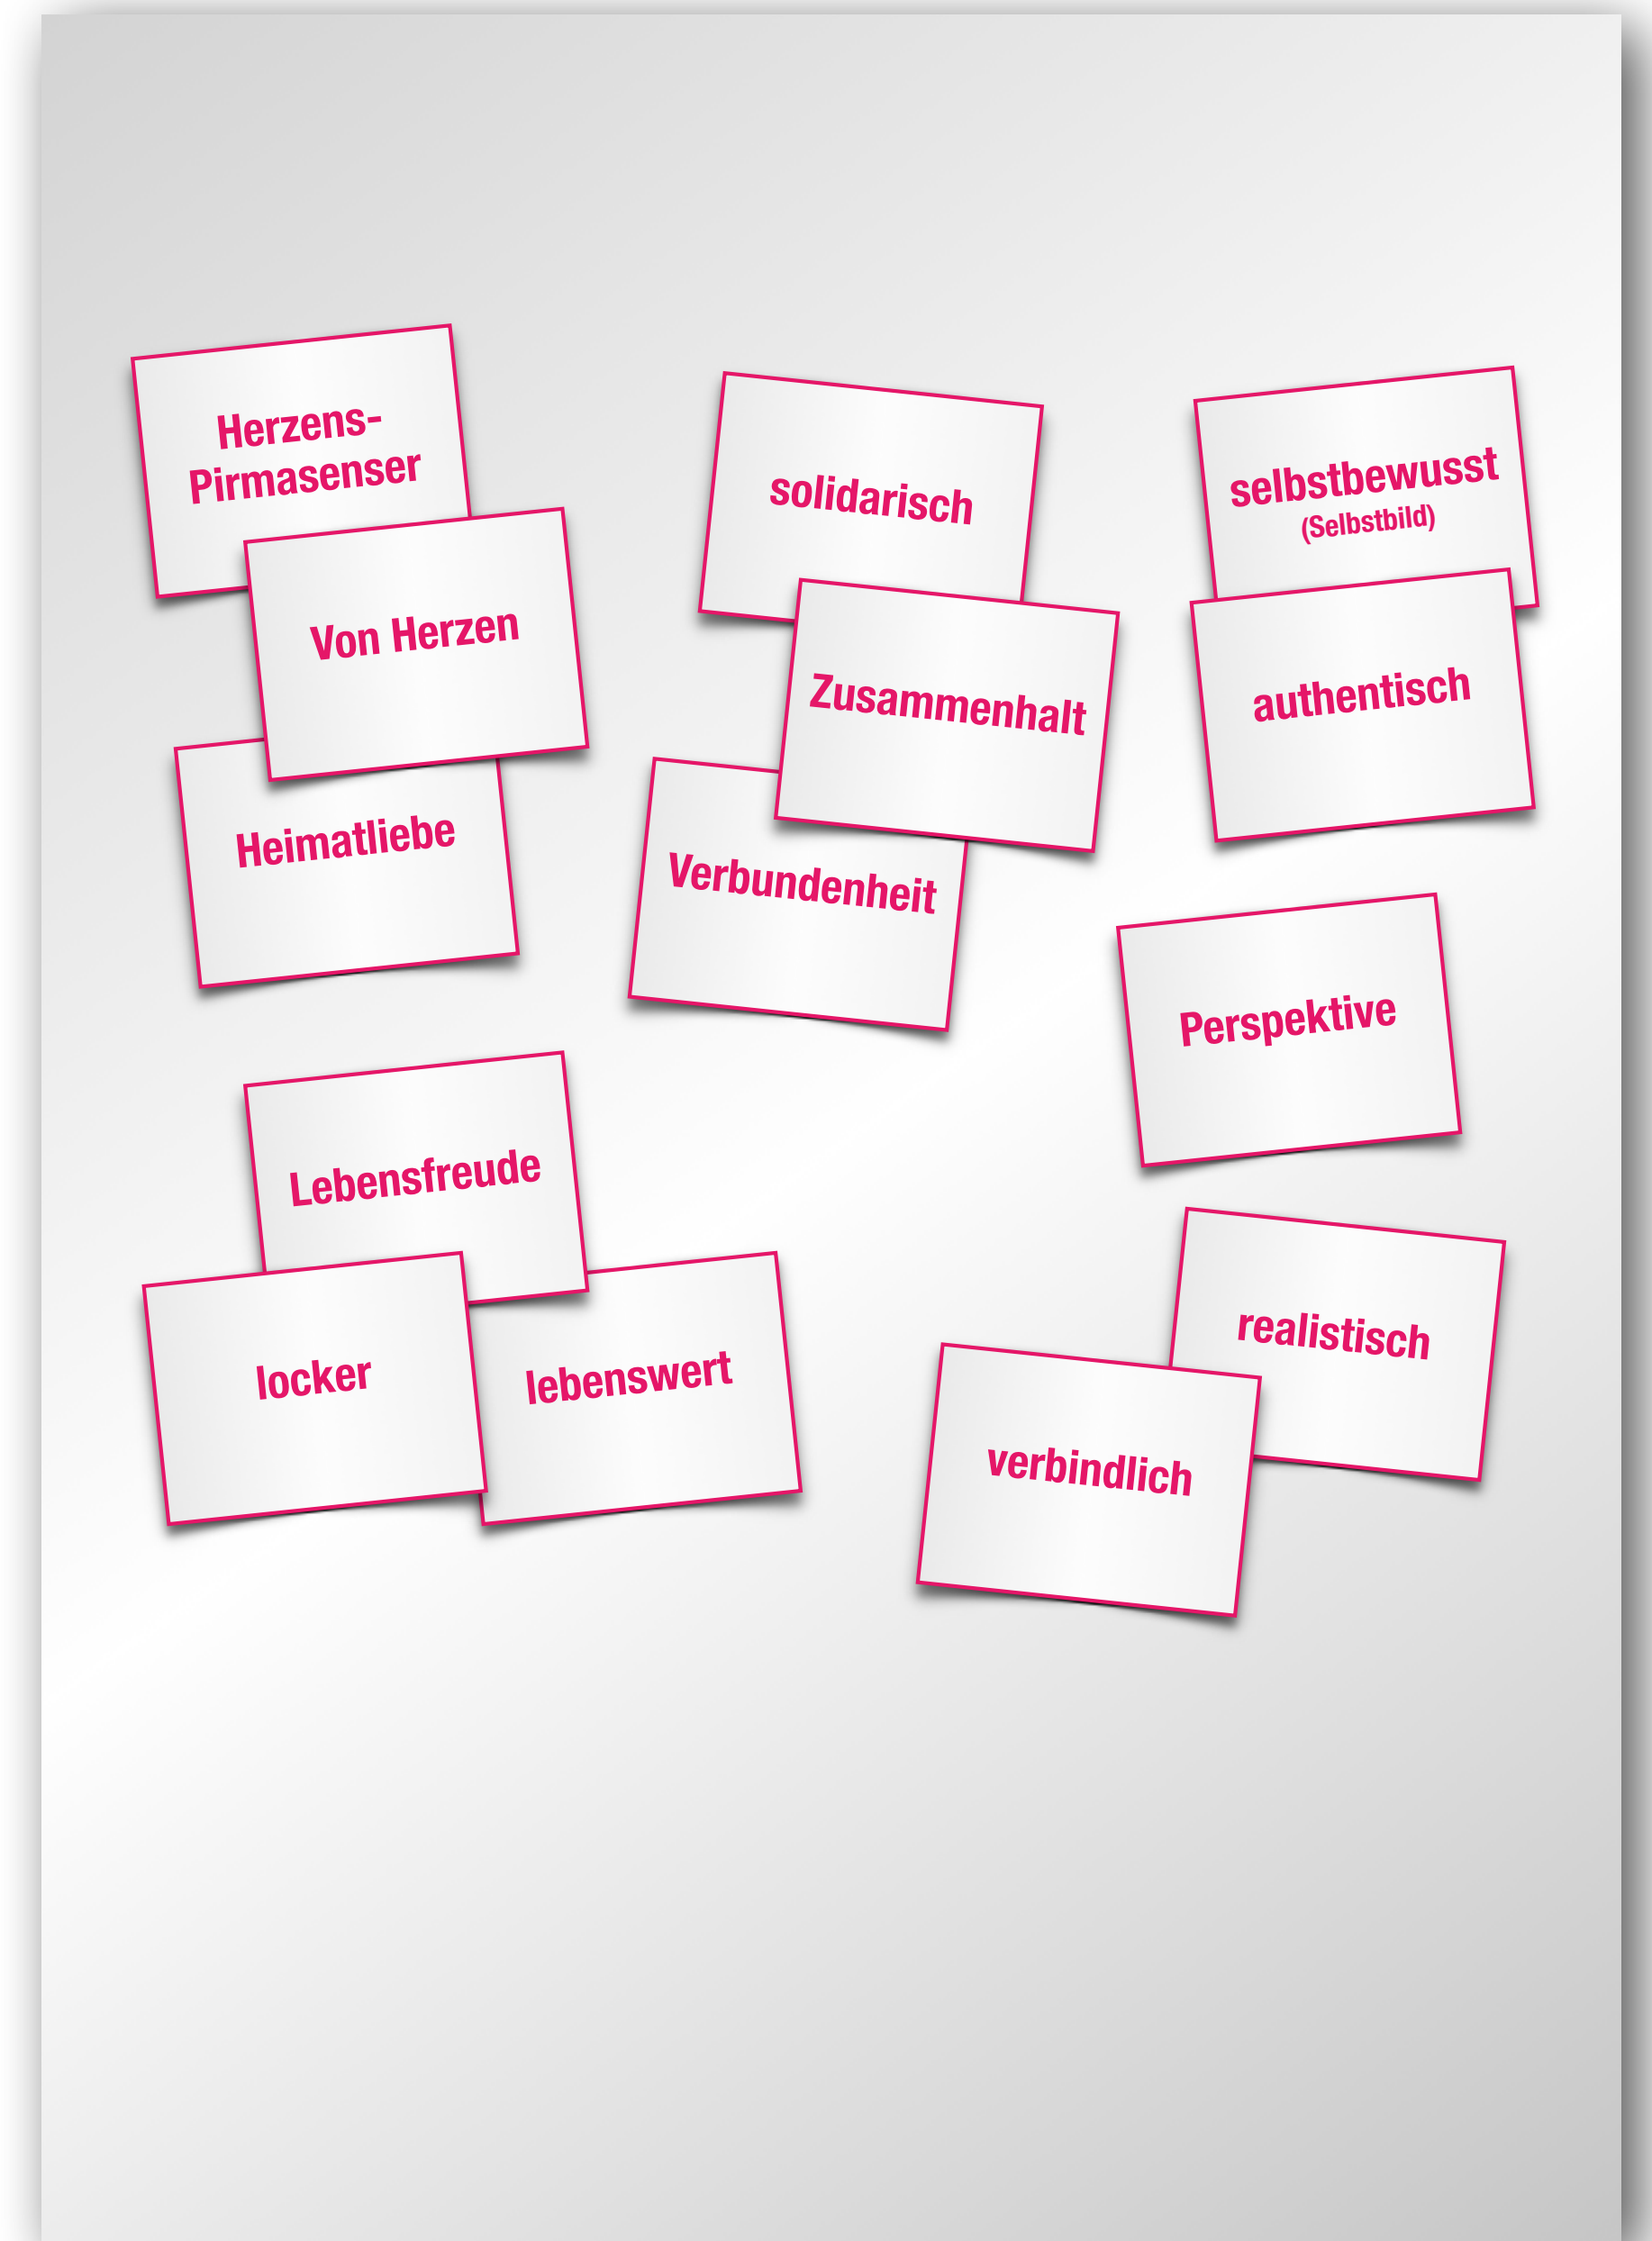 Herzens-
Pirmasenser
Von Herzen
Heimatliebe
solidarisch
Zusammenhalt
Verbundenheit
selbstbewusst
(Selbstbild)
authentisch
Perspektive
Lebensfreude
locker
lebenswert
realistisch
verbindlich